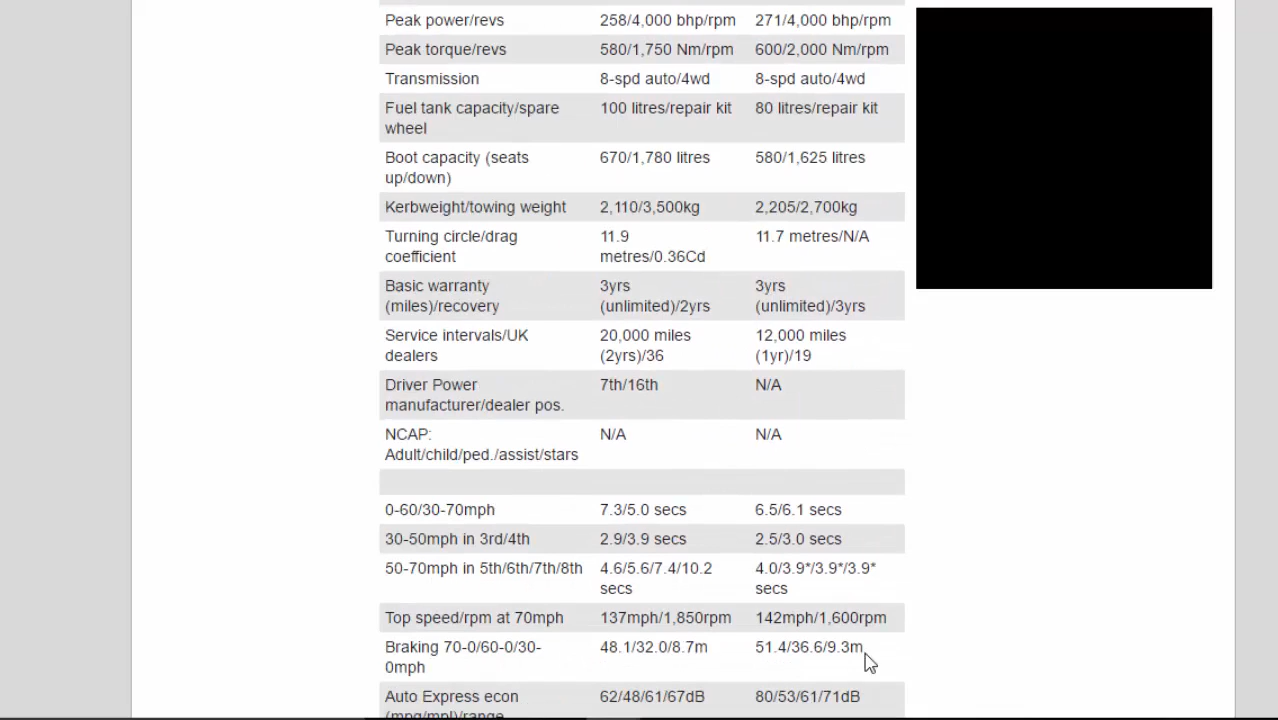 Peak power/revs 258/4,000 bhp/rpm 271/4,000 bhp/rpm
Peak torque/revs 580/1,750 Nm/rpm 600/2,000 Nm/rpm
Transmission 8-spd auto/4wd 8-spd auto/4wd
Fuel tank capacity/spare 100 litres/repair kit 80 litres/repair kit
wheel
Boot capacity (seats 670/1,780 litres 580/1,625 litres
up/down)
Kerbweight/towing weight 2,110/3,500kg 2,205/2,700kg
Turning circle/drag 11.9 11.7 metres/N/A
coefficient metres/0.36Cd
Basic warranty 3yrs 3yrs
(miles)/recovery (unlimited)/2yrs (unlimited)/3yrs
Service intervals/UK 20,000 miles 12,000 miles
dealers (2yrs)/36 (1yr)/19
Driver Power 7th/16th N/A
manufacturer/dealer pos.
NCAP: N/A N/A
Adult/child/ped./assist/stars
0-60/30-70mph 7.3/5.0 secs 6.5/6.1 secs
30-50mph in 3rd/4th 2.9/3.9 secs 2.5/3.0 secs
50-70mph in 5th/6th/7th/8th 4.6/5.6/7.4/10.2 4.0/3.9*/3.9*/3.9*
secs secs
Top speed/rpm at 70mph 137mph/1,850rpm 142mph/1,600rpm
Braking 70-0/60-0/30- 48.1/32.0/8.7m 51.4/36.6/9.3m
0mph
Auto Express econ 62/48/61/67dB 80/53/61/71dB
(mpg/mpl)/range